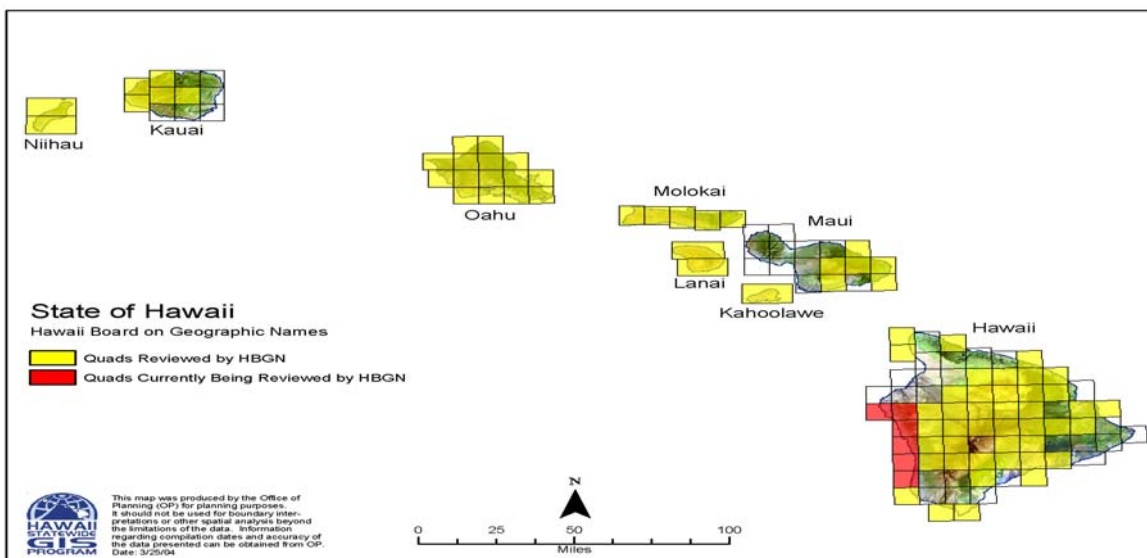 Niihau
Kauai
Oahu
Molokai
Maui
Lanai
Kahoolawe
Hawaii
State of Hawaii
Hawaii Board on Geographic Names
Quads Reviewed by HBGN
Quads Currently Being Reviewed by HBGN
HAWAII
STATEWIDE
GIS
PROGRAM
This map was produced by the Office of
Planning (OP) for planning purposes.
It should not be used for boundary inter-
pretations or other spatial analysis beyond
the limitations of the data. Information
regarding compilation dates and accuracy of
the data presented can be obtained from OP.
Date: 3/25/04
N
0 25 50 100
Miles